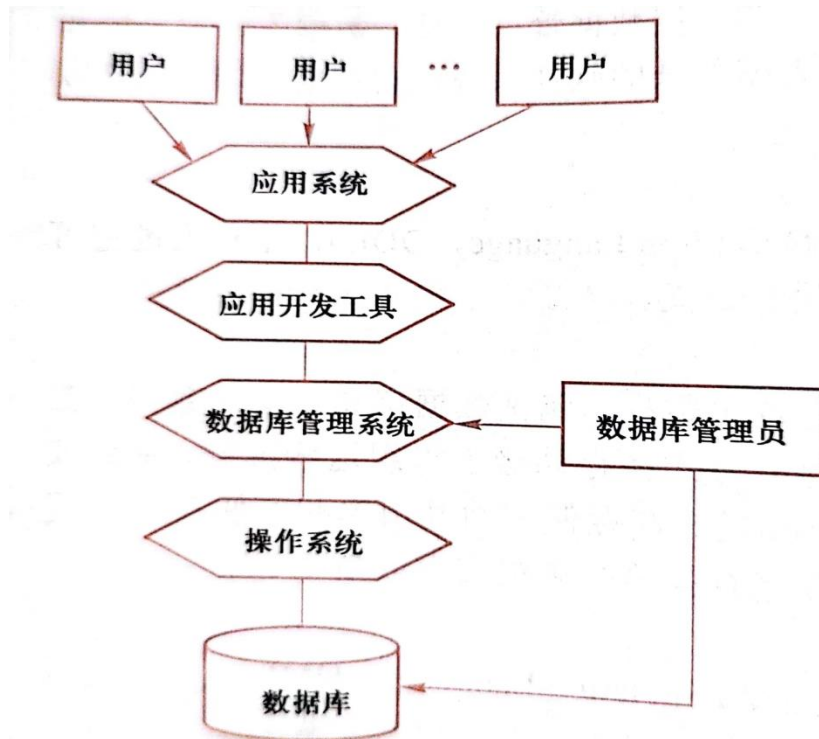 用户
用户
…
用户
应用系统
应用开发工具
数据库管理系统
数据库管理员
操作系统
数据库